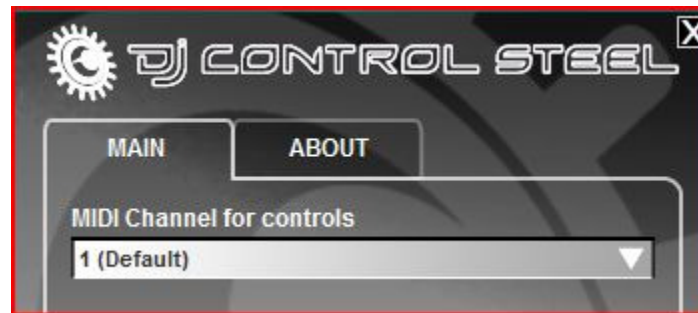 DJ CONTROL STEEL
X
MAIN
ABOUT
MIDI Channel for controls
1 (Default)